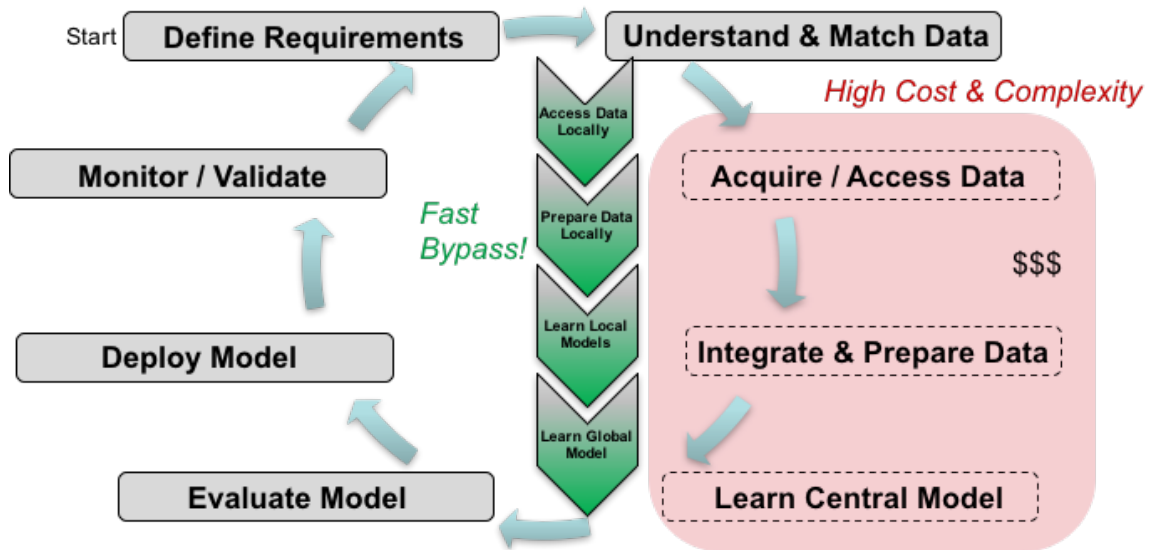 Start
Define Requirements
Understand & Match Data
High Cost & Complexity
Access Data
Locally
Monitor / Validate
Acquire / Access Data
Fast
Bypass!
Prepare Data
Locally
$$$
Learn Local
Models
Deploy Model
Integrate & Prepare Data
Learn Global
Model
Evaluate Model
Learn Central Model